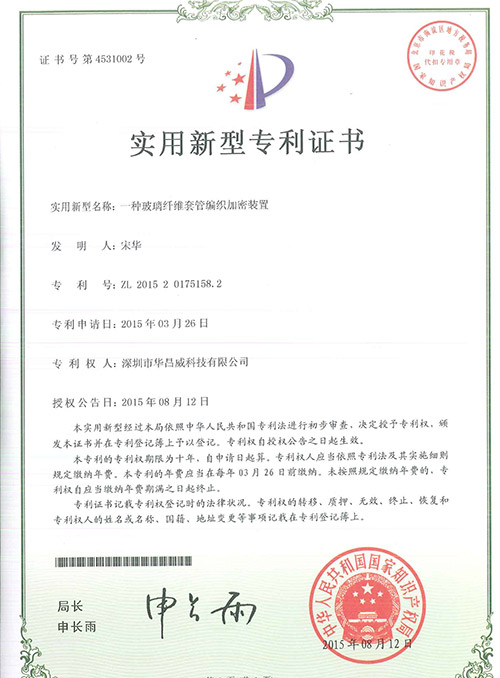 证书号第4531002号
实用新型专利证书
实用新型名称：一种玻璃纤维套管编织加密装置
发明人：宋华
专利号：ZL 2015 2 0175158.2
专利申请日：2015年03月26日
专利权人：深圳市华昌威科技有限公司
授权公告日：2015年08月12日
本实用新型经过本局依照中华人民共和国专利法进行初步审查，决定授予专利权，颁
发本证书并在专利登记簿上予以登记。专利权自授权公告之日起生效。
本专利的专利权期限为十年，自申请日起算。专利权人应当依照专利法及其实施细则
规定缴纳年费。本专利的年费应当在每年03月26日前缴纳。未按照规定缴纳年费的，专
利权自应当缴纳年费期满之日起终止。
专利证书记载专利权登记时的法律状况。专利权的转移、质押、无效、终止、恢复和
专利权人的姓名或名称、国籍、地址变更等事项记载在专利登记簿上。
局长
申长雨
申长雨
中华人民共和国国家知识产权局
2015年08月12日